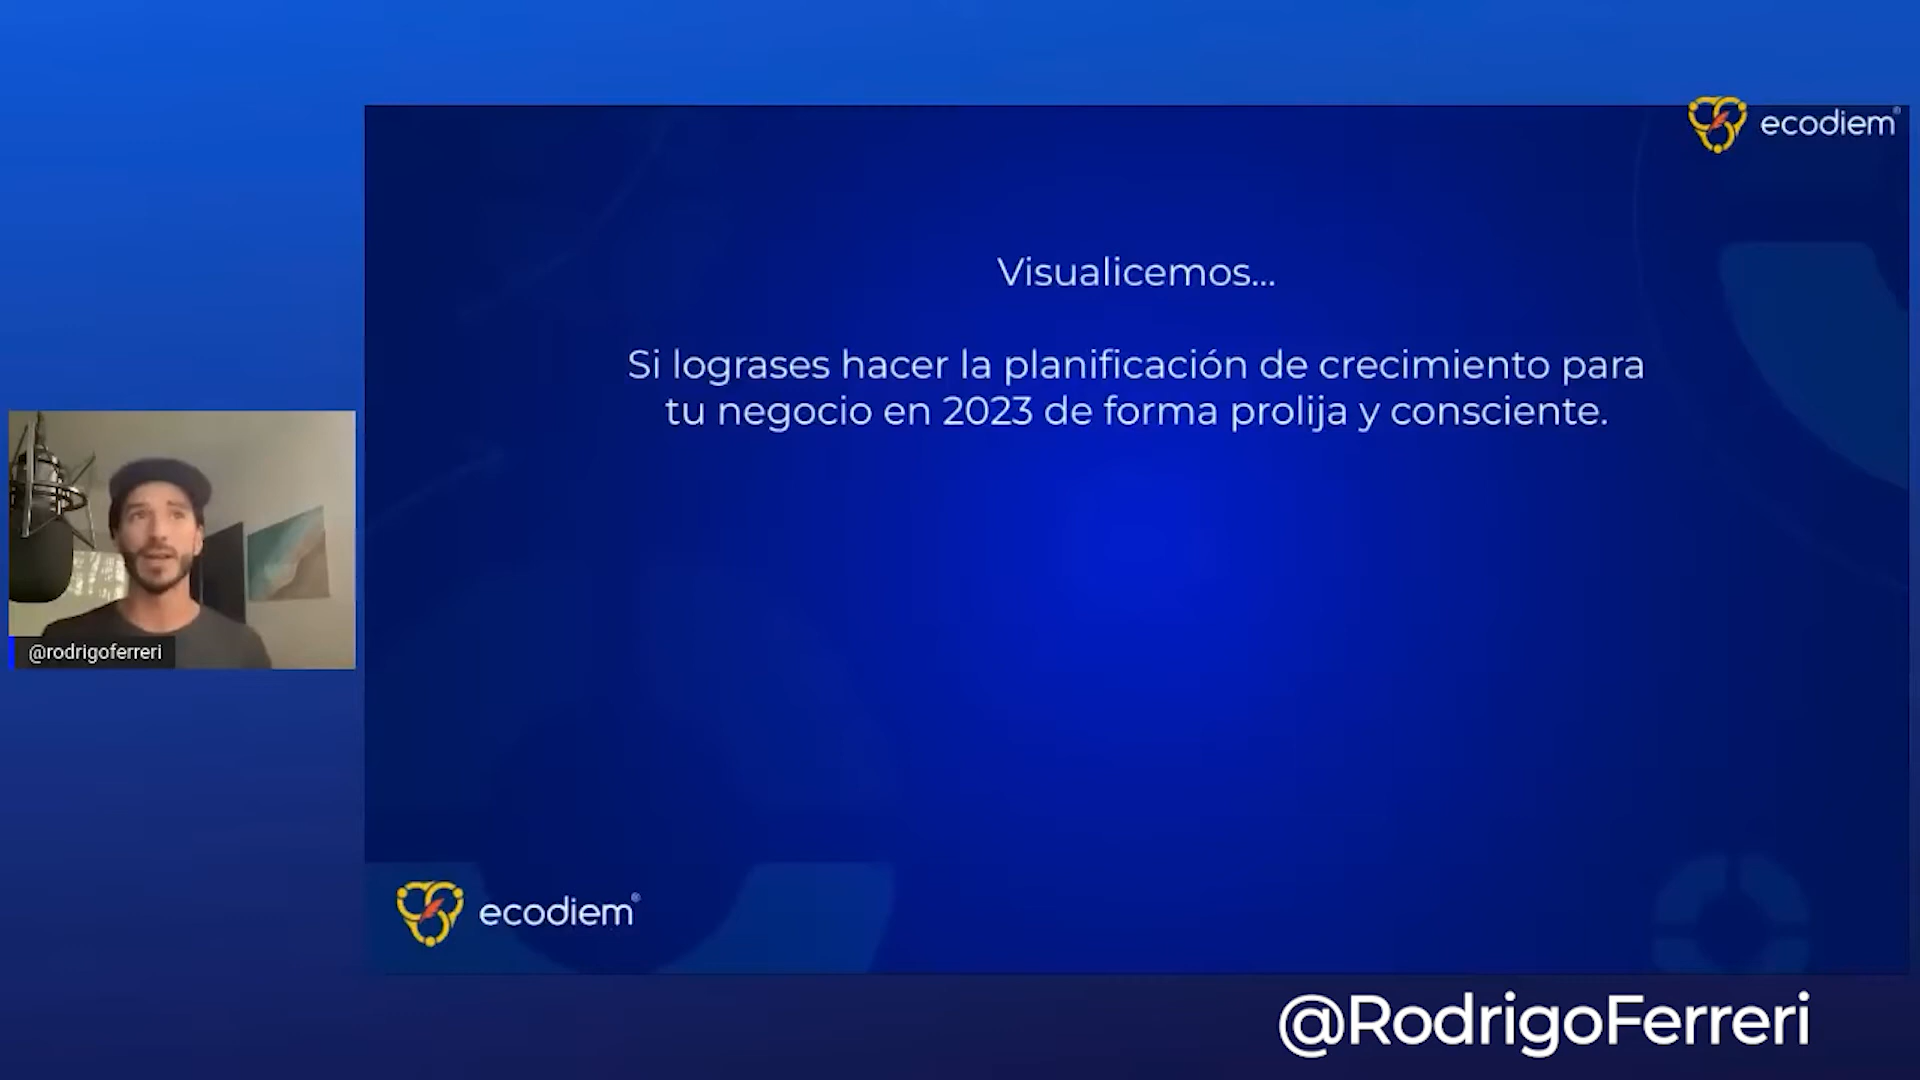 ecodiem®
Visualicemos...
Si lograses hacer la planificación de crecimiento para
tu negocio en 2023 de forma prolija y consciente.
@rodrigoferreri
ecodiem®
@RodrigoFerreri